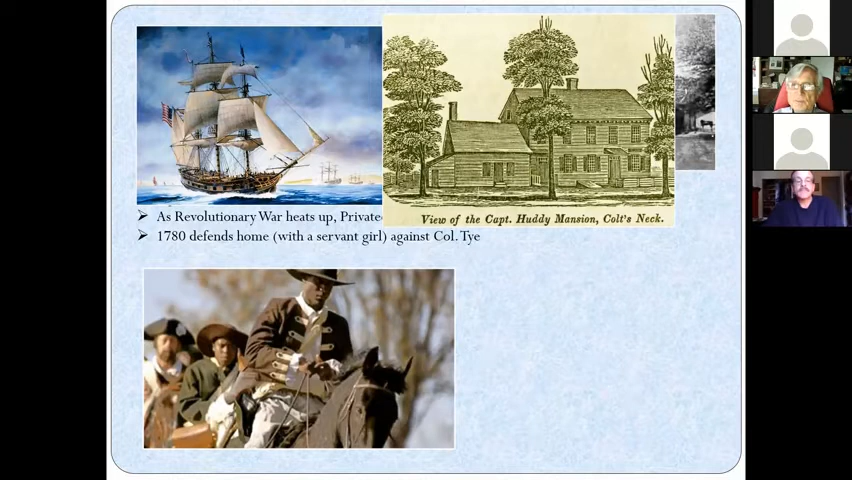 View of the Capt. Huddy Mansion, Colt's Neck.
➢ As Revolutionary War heats up, Private
➢ 1780 defends home (with a servant girl) against Col. Tye